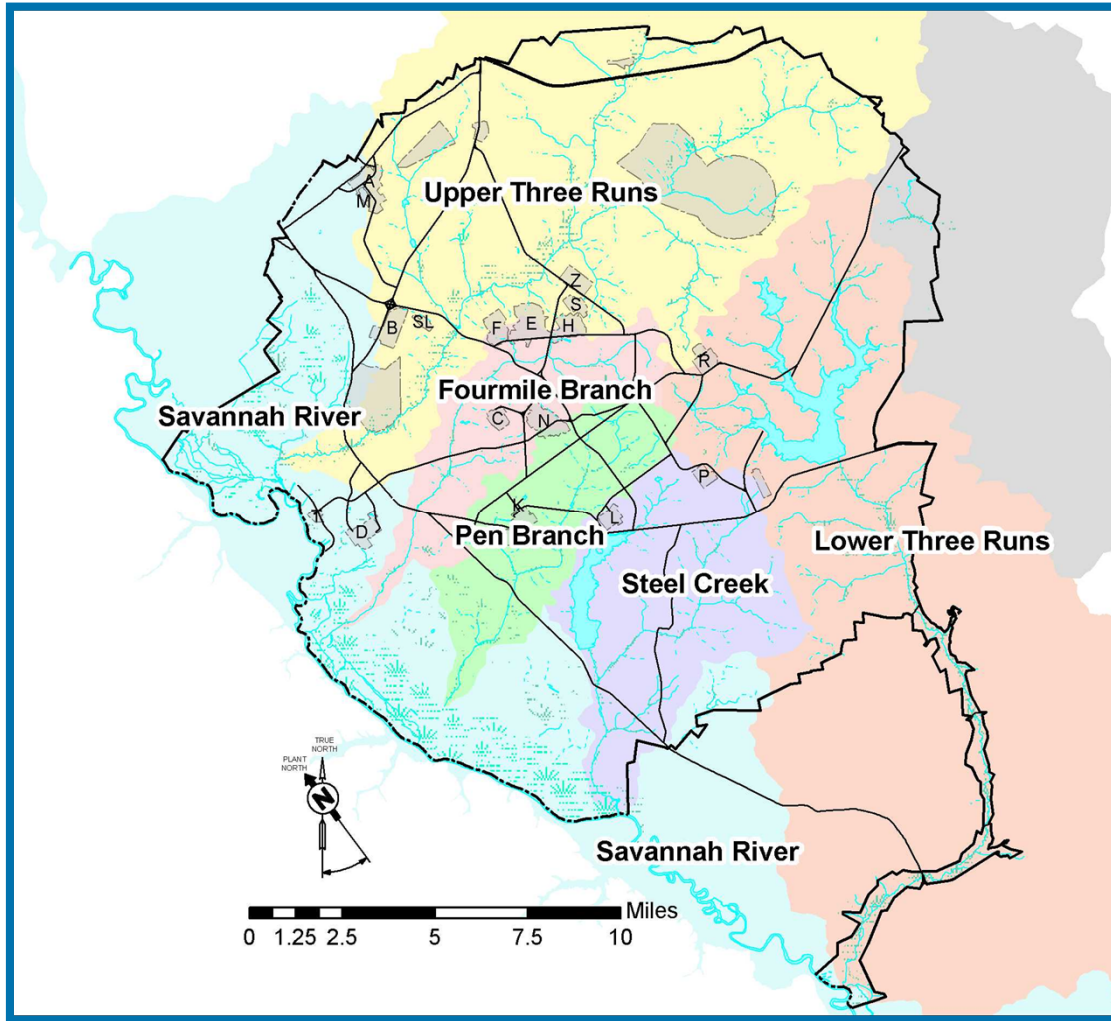 A
M
Upper Three Runs
Z
S
B
SL
F
E
H
R
Fourmile Branch
Savannah River
C
N
P
K
L
T
D
Pen Branch
Lower Three Runs
Steel Creek
TRUE
NORTH
PLANT
NORTH
N
Savannah River
Miles
0 1.25 2.5 5 7.5 10